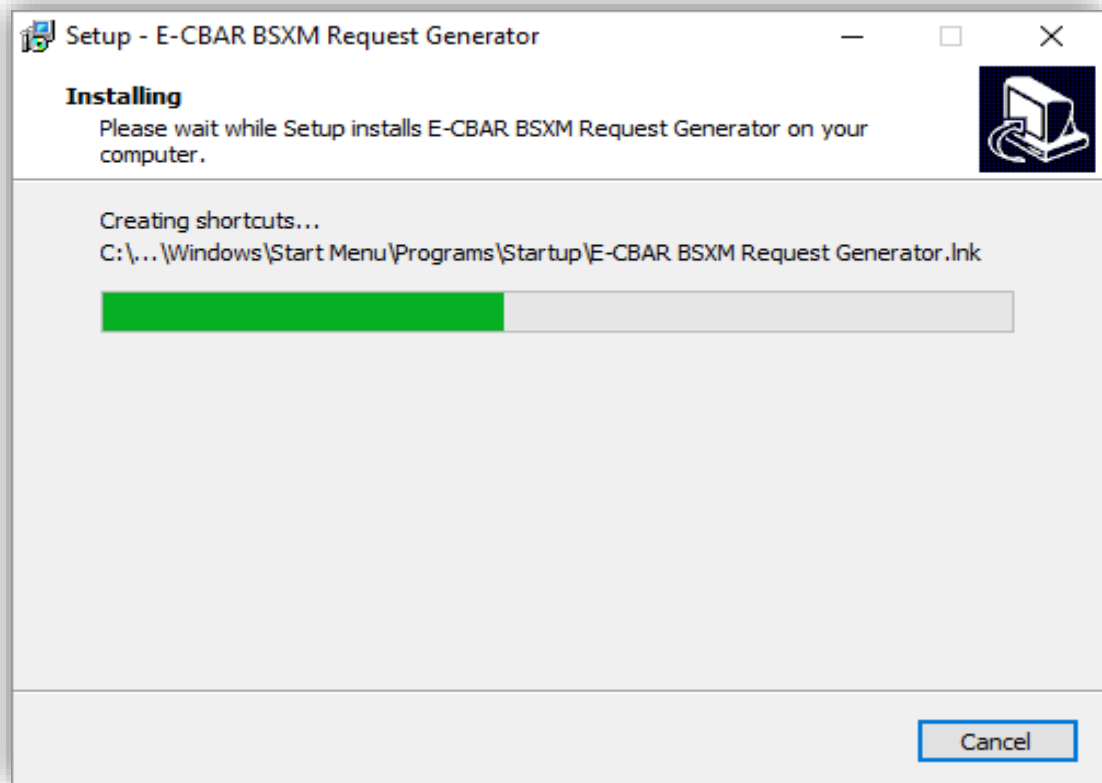 Setup - E-CBAR BSXM Request Generator
Installing
Please wait while Setup installs E-CBAR BSXM Request Generator on your
computer.
Creating shortcuts...
C:\...\Windows\Start Menu\Programs\Startup\E-CBAR BSXM Request Generator.lnk
Cancel